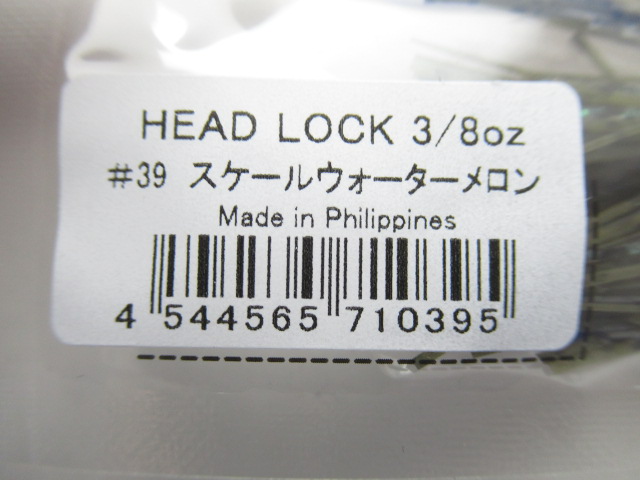 HEAD LOCK 3/8oz
#39 スケールウォーターメロン
Made in Philippines
4 544565 710395